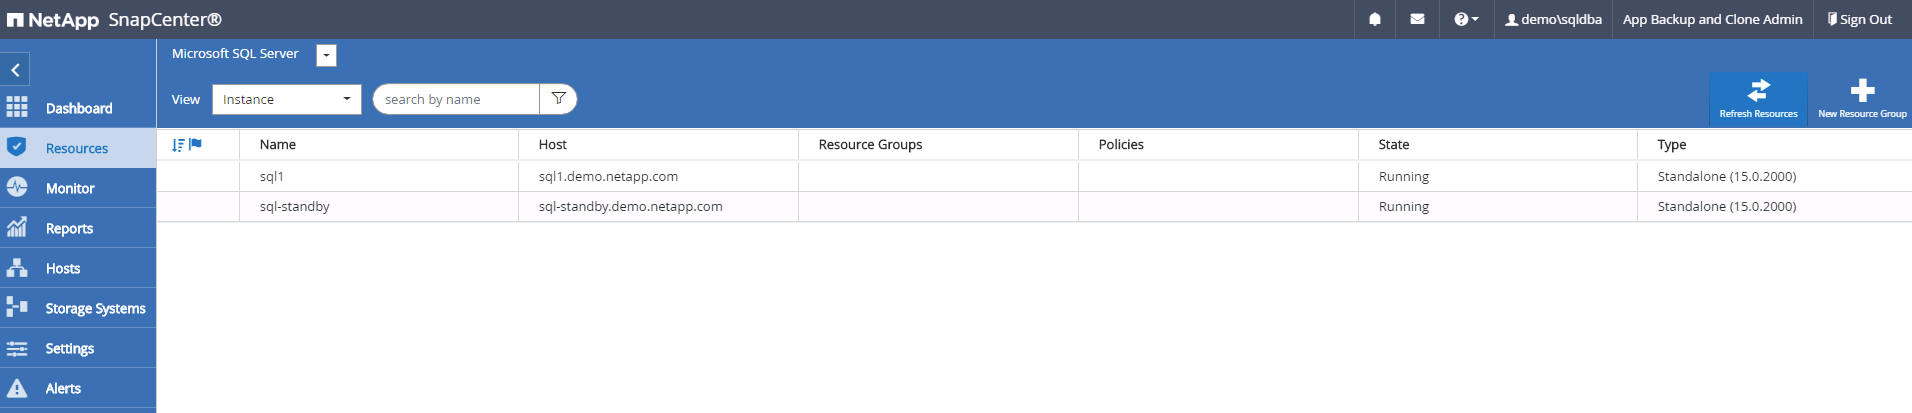 NetApp SnapCenter®
demo\sqldba
App Backup and Clone Admin
Sign Out
Microsoft SQL Server
View
Instance
search by name
Refresh Resources
New Resource Group
Dashboard
Resources
Monitor
Reports
Hosts
Storage Systems
Settings
Alerts
Name Host Resource Groups Policies State Type
sql1 sql1.demo.netapp.com Running Standalone (15.0.2000)
sql-standby sql-standby.demo.netapp.com Running Standalone (15.0.2000)